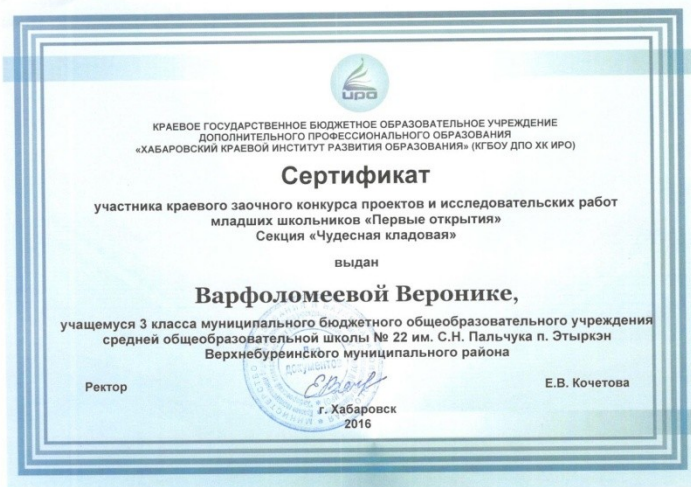 ИРО
КРАЕВОЕ ГОСУДАРСТВЕННОЕ БЮДЖЕТНОЕ ОБРАЗОВАТЕЛЬНОЕ УЧРЕЖДЕНИЕ
ДОПОЛНИТЕЛЬНОГО ПРОФЕССИОНАЛЬНОГО ОБРАЗОВАНИЯ
«ХАБАРОВСКИЙ КРАЕВОЙ ИНСТИТУТ РАЗВИТИЯ ОБРАЗОВАНИЯ» (КГБОУ ДПО ХК ИРО)
Сертификат
участника краевого заочного конкурса проектов и исследовательских работ
младших школьников «Первые открытия»
Секция «Чудесная кладовая»
выдан
Варфоломеевой Веронике,
учащемуся 3 класса муниципального бюджетного общеобразовательного учреждения
средней общеобразовательной школы № 22 им. С.Н. Пальчука п. Этыркэн
Верхнебуреинского муниципального района
документов
Ректор
Е.В. Кочетова
г. Хабаровск
2016